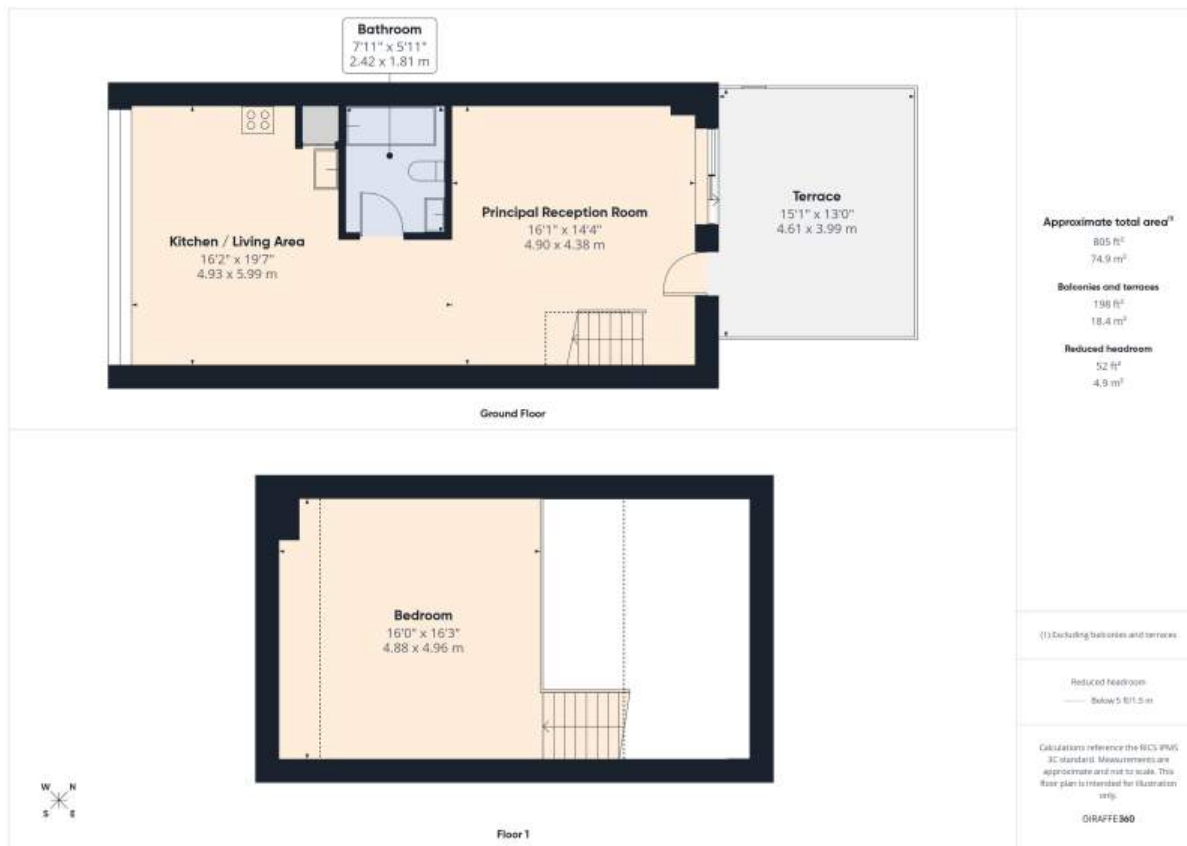 Bathroom
7'11" x 5'11"
2.42 x 1.81 m
Kitchen / Living Area
16'2" x 19'7"
4.93 x 5.99 m
Principal Reception Room
16'1" x 14'4"
4.90 x 4.38 m
Terrace
15'1" x 13'0"
4.61 x 3.99 m
Ground Floor
Bedroom
16'0" x 16'3"
4.88 x 4.96 m
W N
S E
Floor 1
Approximate total area⁽¹⁾
805 ft²
74.9 m²
Balconies and terraces
198 ft²
18.4 m²
Reduced headroom
52 ft²
4.9 m²
(1) Excluding balconies and terraces
Reduced headroom
Below 5 ft/1.5 m
Calculations reference the RICS IPMS
3C standard. Measurements are
approximate and not to scale. This
floor plan is intended for illustration
only.
GIRAFFE360